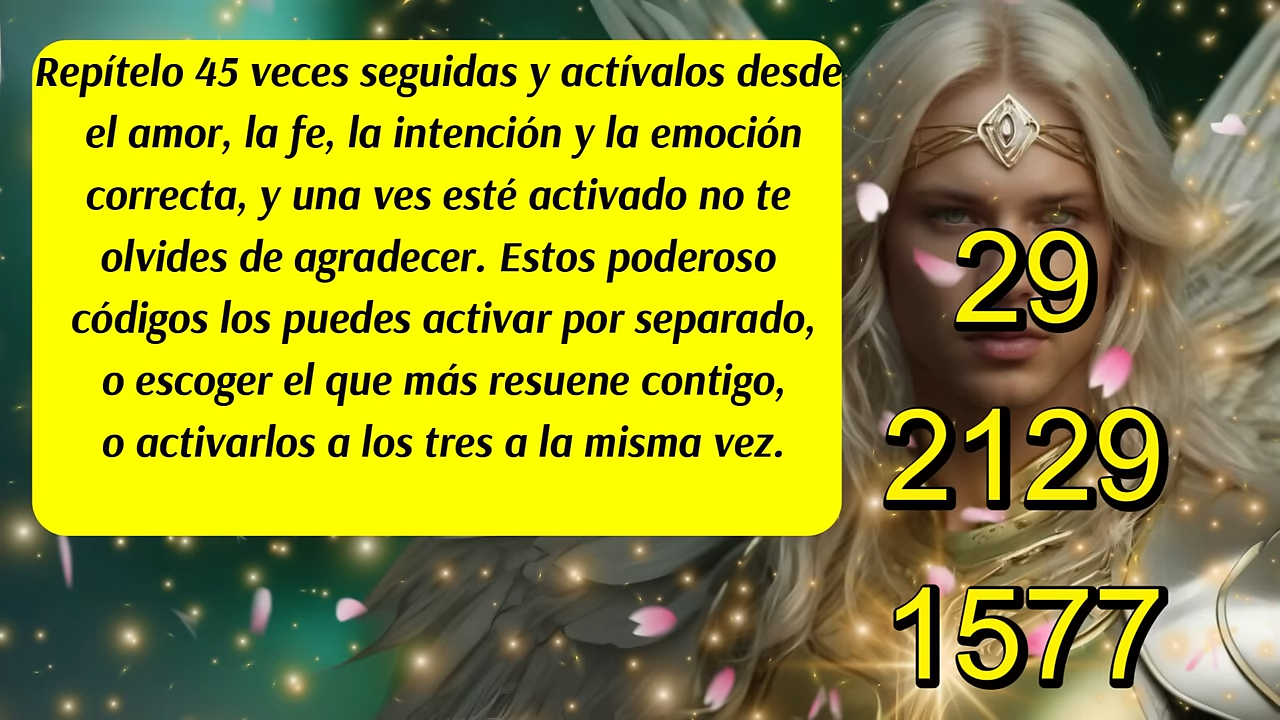 Repítelo 45 veces seguidas y actívalos desde
el amor, la fe, la intención y la emoción
correcta, y una ves esté activado no te
olvides de agradecer. Estos poderoso
códigos los puedes activar por separado,
o escoger el que más resuene contigo,
o activarlos a los tres a la misma vez.
29
2129
1577